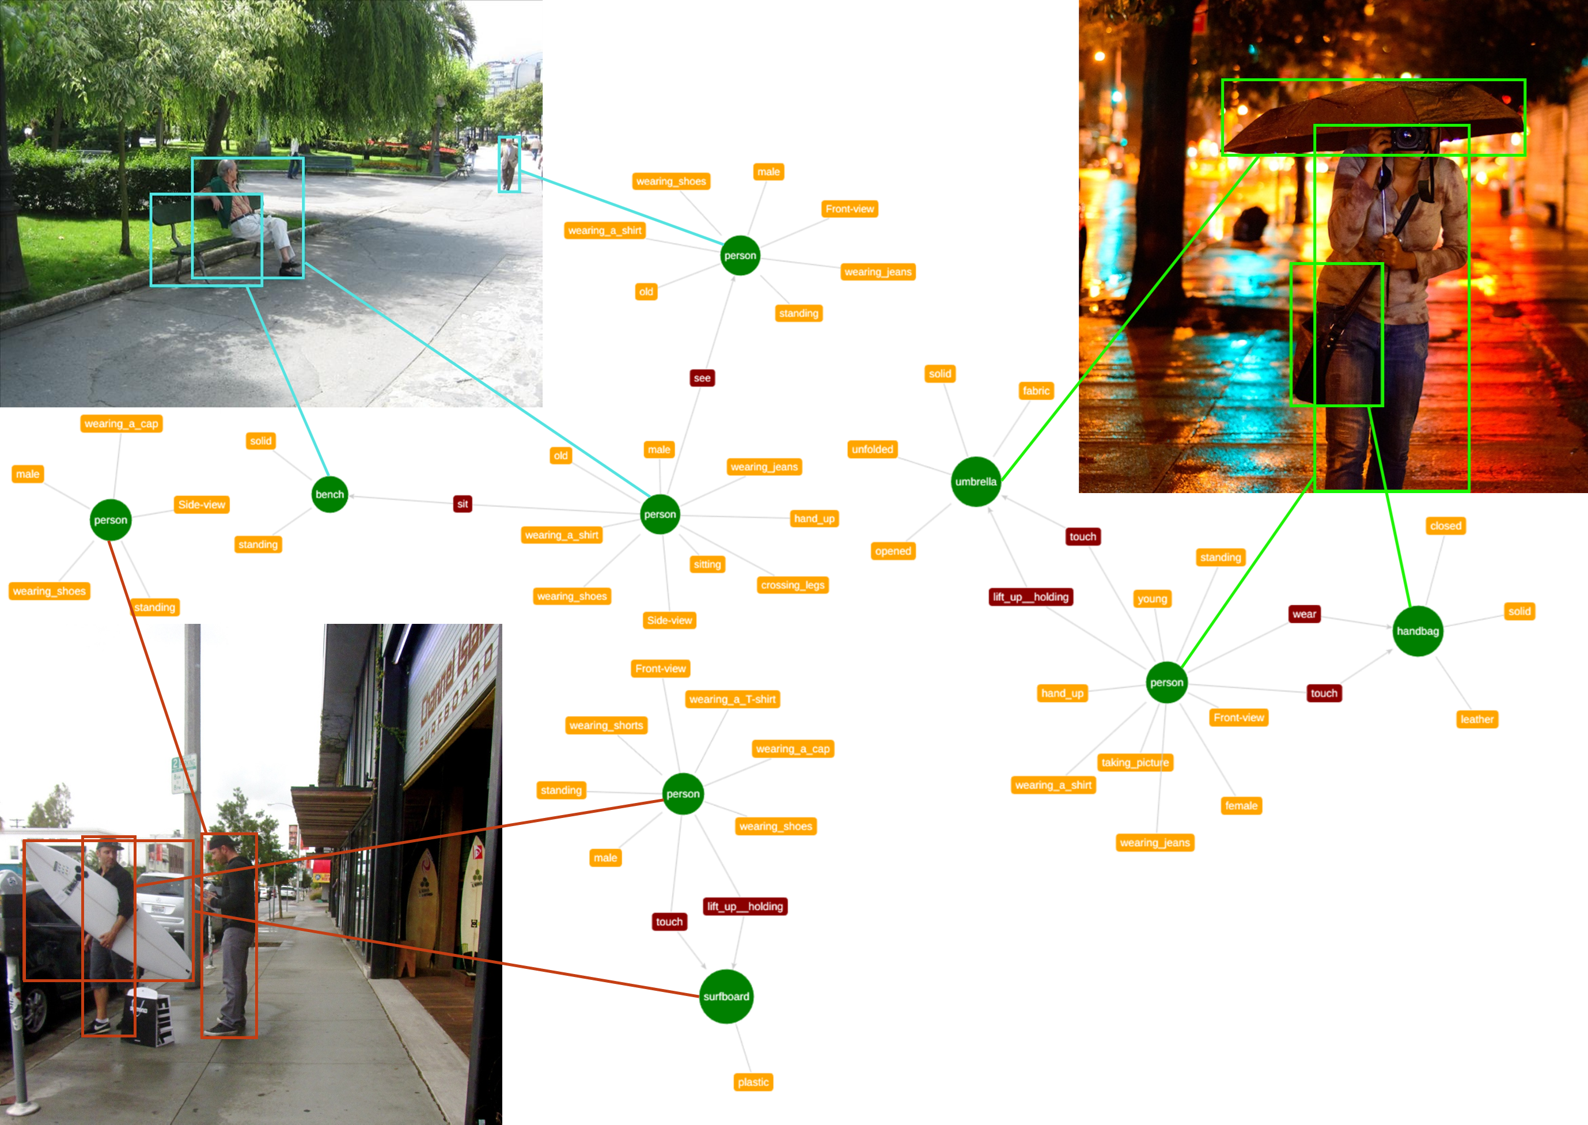 wearing_shoes
male
Front-view
wearing_a_shirt
person
wearing_jeans
old
standing
see
wearing_a_cap
male
Side-view
person
wearing_shoes
standing
solid
bench
standing
sit
old
male
wearing_jeans
person
hand_up
wearing_a_shirt
sitting
crossing_legs
wearing_shoes
Side-view
solid
fabric
unfolded
umbrella
opened
touch
lift_up__holding
standing
young
wear
closed
solid
handbag
person
hand_up
touch
Front-view
leather
taking_picture
wearing_a_shirt
female
wearing_jeans
Front-view
wearing_a_T-shirt
wearing_shorts
wearing_a_cap
standing
person
wearing_shoes
male
touch
lift_up__holding
surfboard
plastic
SURFBOARD